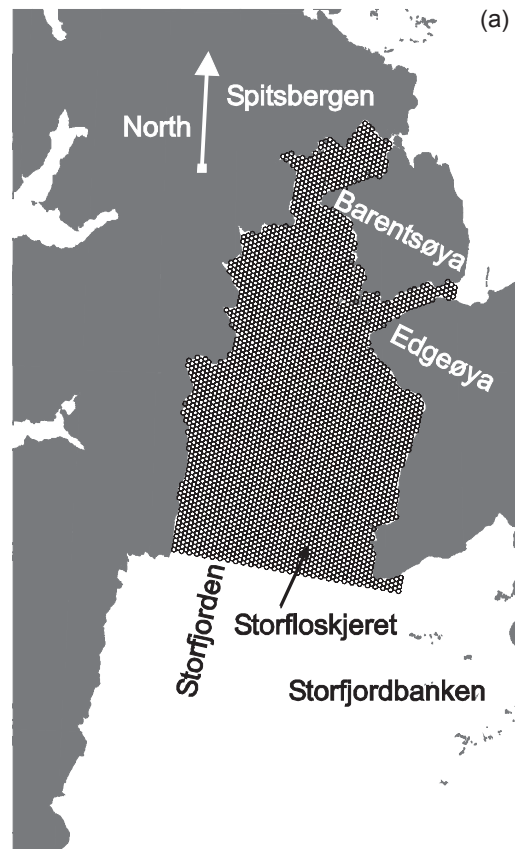 (a)
Spitsbergen
North
Barentsøya
Edgeøya
Storfjorden
Storfloskjeret
Storfjordbanken